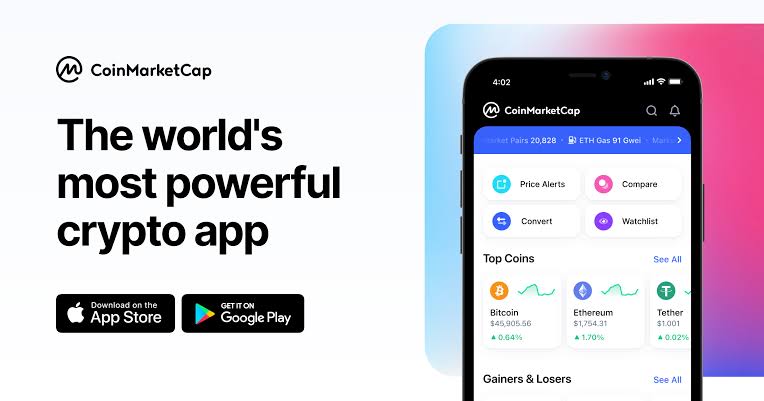 CoinMarketCap
The world's
most powerful
crypto app
Download on the
App Store
GET IT ON
Google Play
4:02
CoinMarketCap
Market Pairs 20,828 · ETH Gas 91 Gwei · Mark
Price Alerts
Compare
Convert
Watchlist
Top Coins
See All
Bitcoin
$45,905.56
0.64%
Ethereum
$1,754.31
1.70%
Tether
$1.001
0.02%
Gainers & Losers
See All